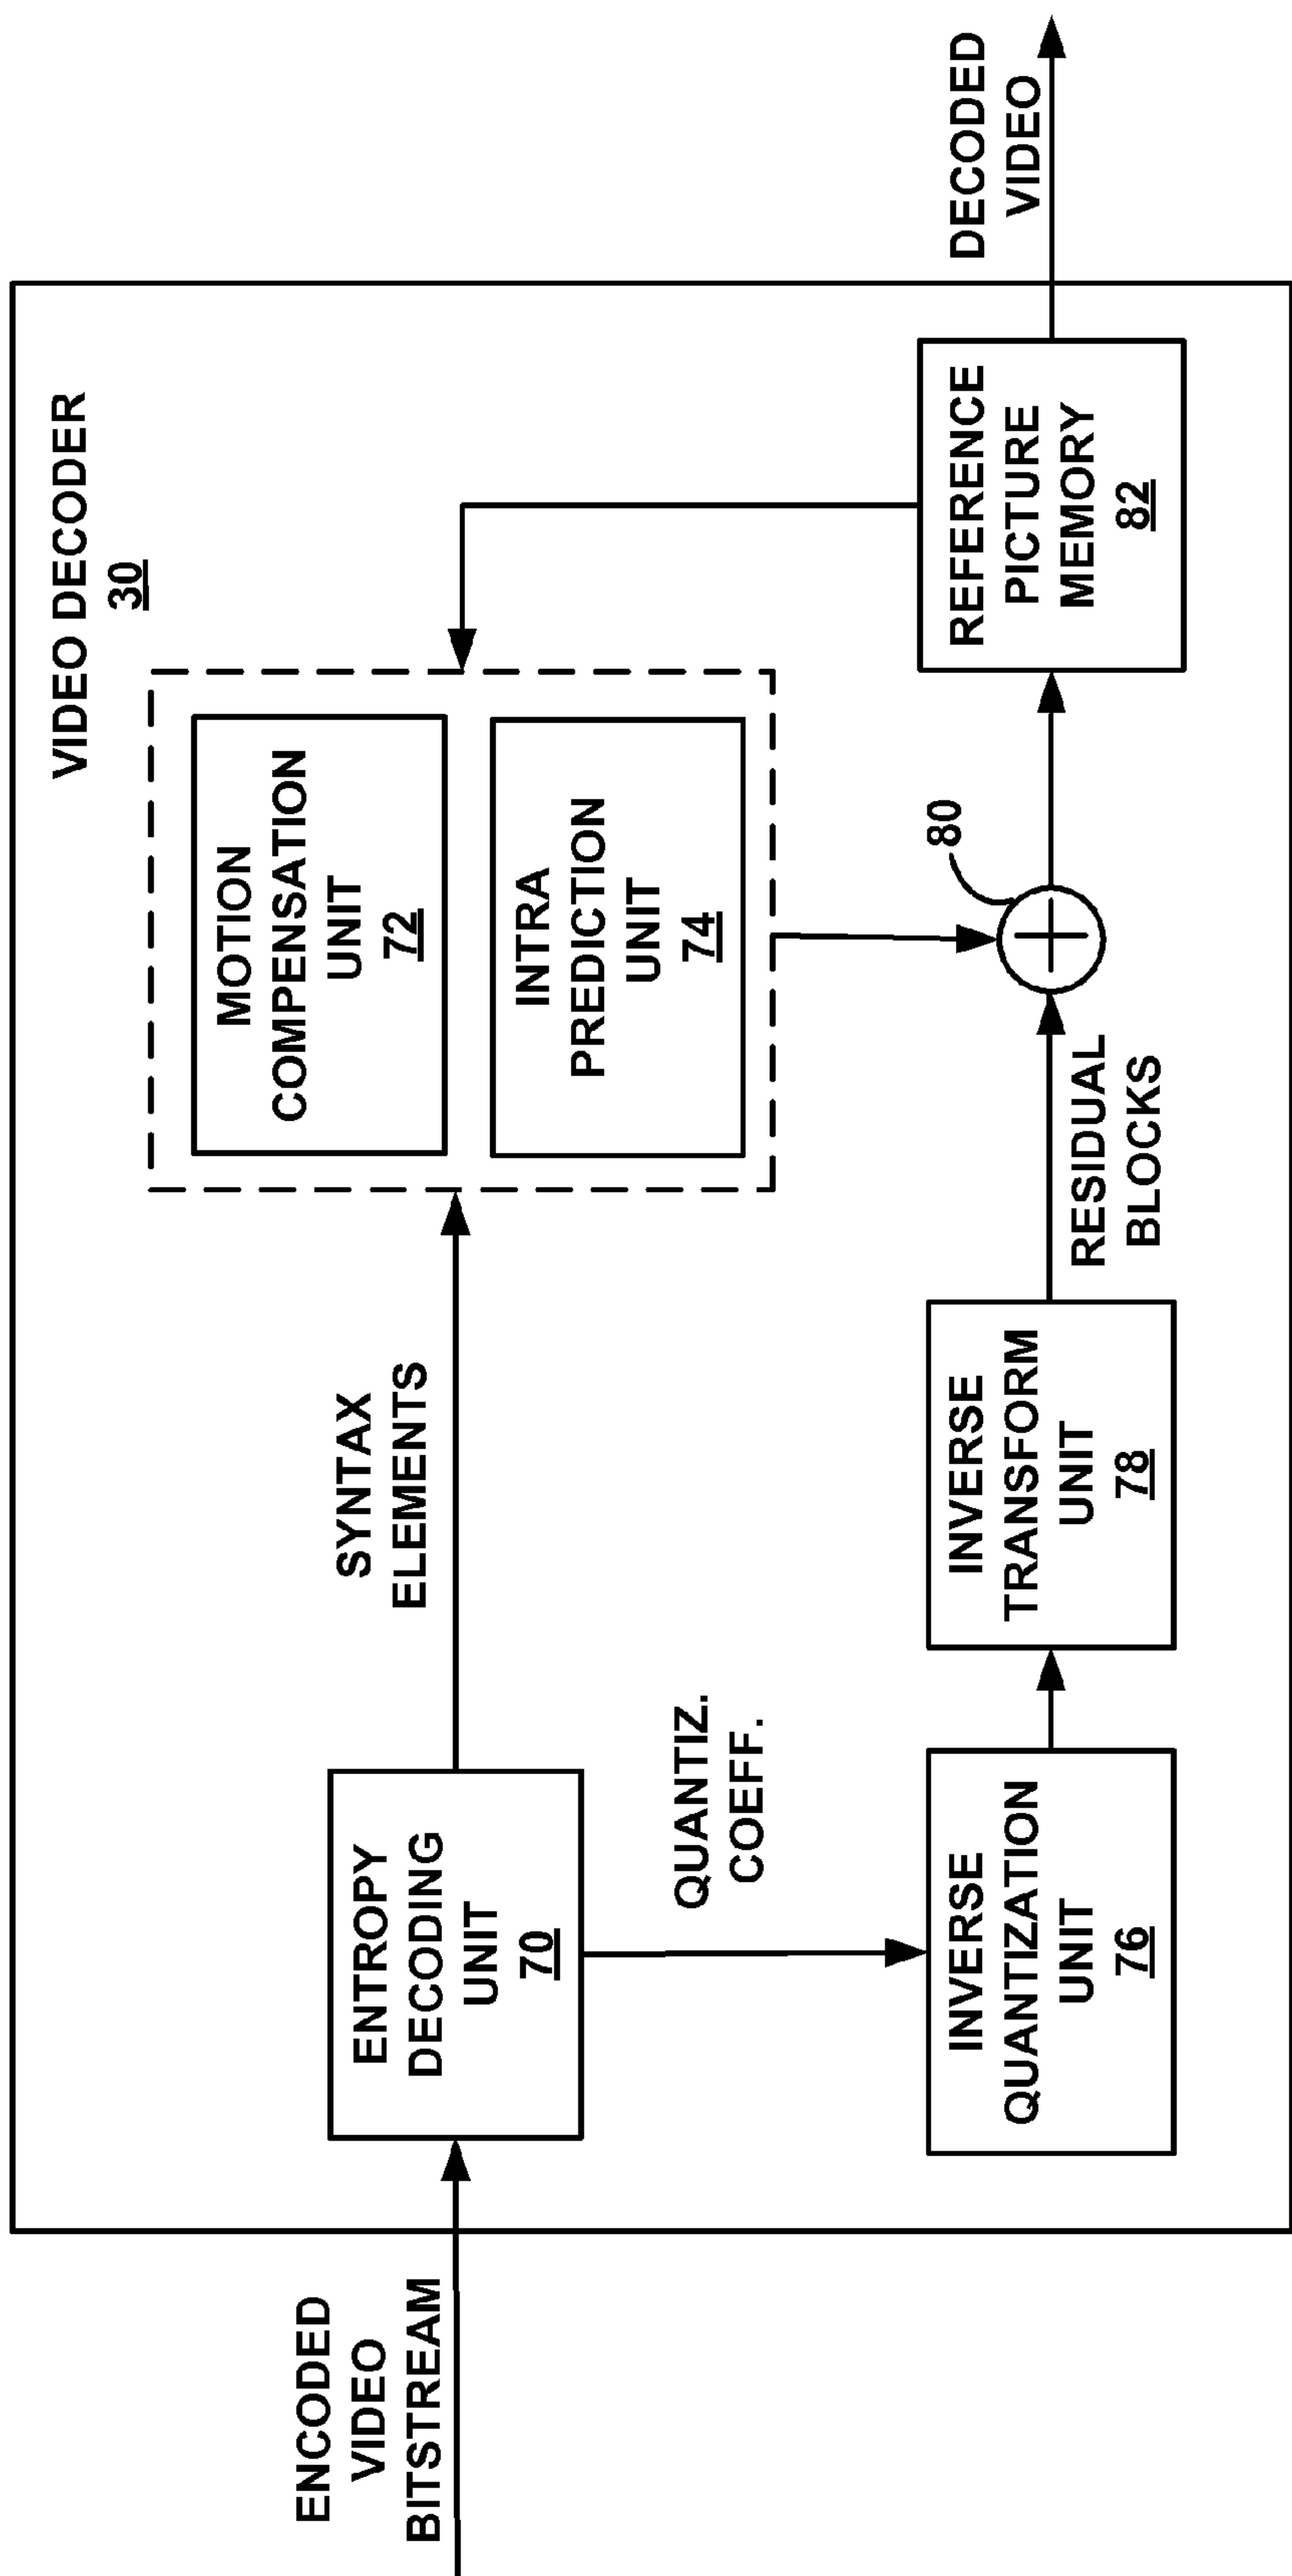 VIDEO DECODER
30
ENCODED
VIDEO
BITSTREAM
ENTROPY
DECODING
UNIT
70
SYNTAX
ELEMENTS
MOTION
COMPENSATION
UNIT
72
INTRA
PREDICTION
UNIT
74
QUANTIZ.
COEFF.
INVERSE
QUANTIZATION
UNIT
76
INVERSE
TRANSFORM
UNIT
78
RESIDUAL
BLOCKS
80
REFERENCE
PICTURE
MEMORY
82
DECODED
VIDEO